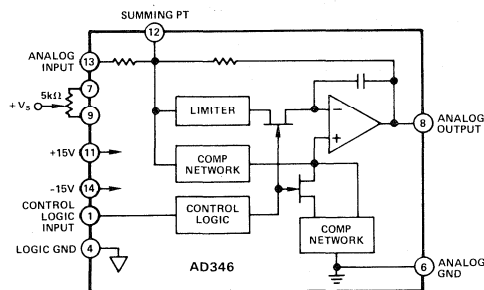 SUMMING PT
12
ANALOG
INPUT
13
7
5kΩ
+Vs
9
LIMITER
−
+
8
ANALOG
OUTPUT
11
+15V
COMP
NETWORK
14
−15V
CONTROL
LOGIC
INPUT
1
CONTROL
LOGIC
COMP
NETWORK
LOGIC GND
4
AD346
6
ANALOG
GND